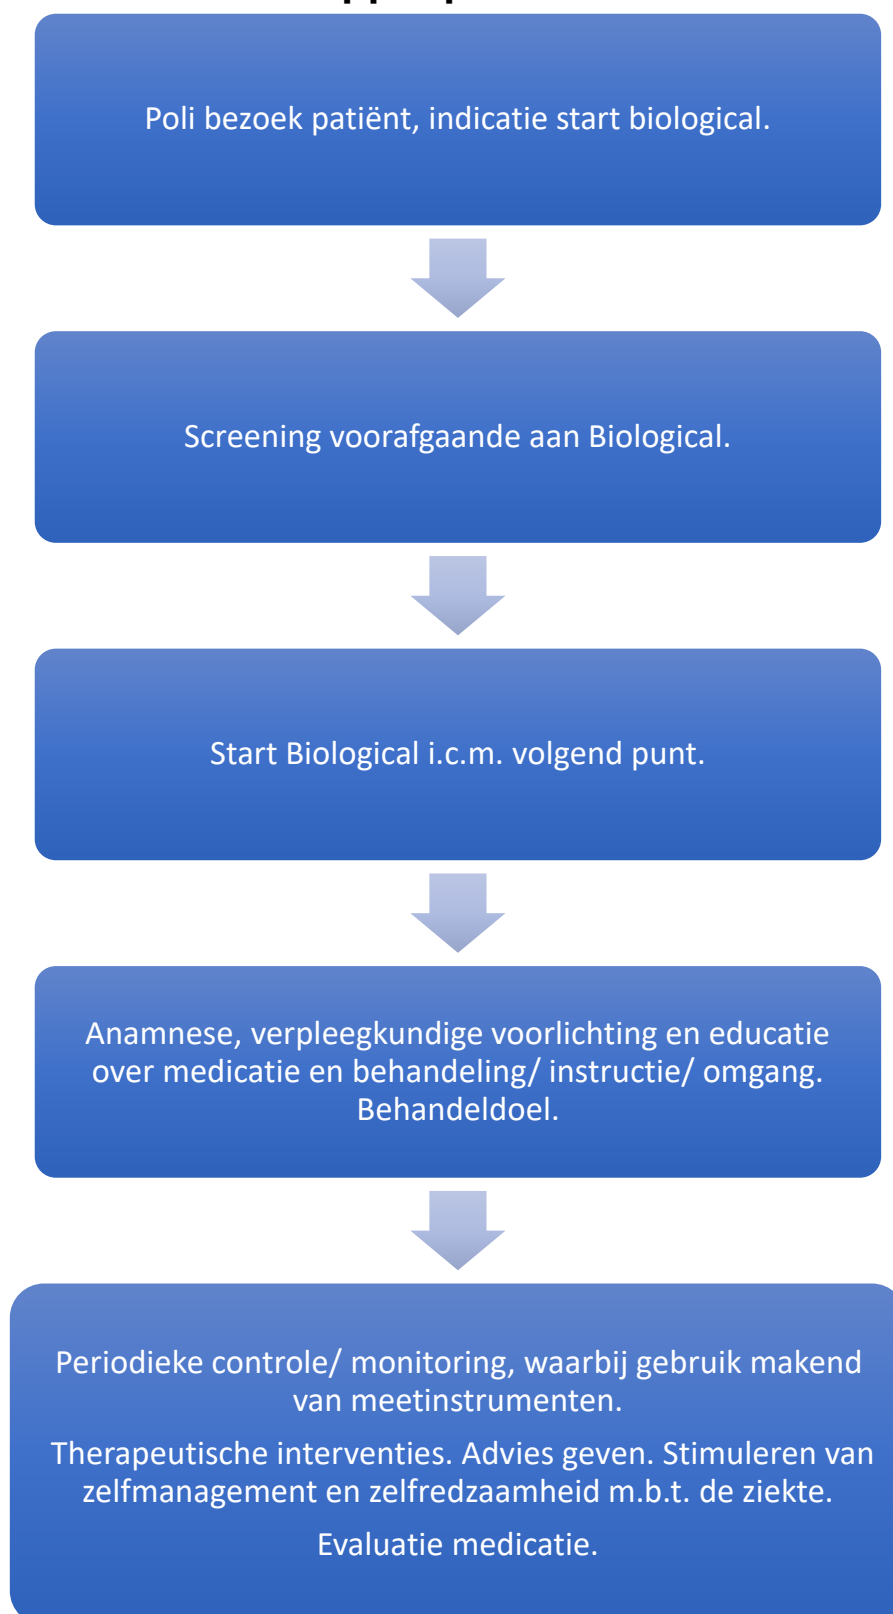 Poli bezoek patiënt, indicatie start biological.
Screening voorafgaande aan Biological.
Start Biological i.c.m. volgend punt.
Anamnese, verpleegkundige voorlichting en educatie
over medicatie en behandeling/ instructie/ omgang.
Behandeldoel.
Periodieke controle/ monitoring, waarbij gebruik makend
van meetinstrumenten.
Therapeutische interventies. Advies geven. Stimuleren van
zelfmanagement en zelfredzaamheid m.b.t. de ziekte.
Evaluatie medicatie.